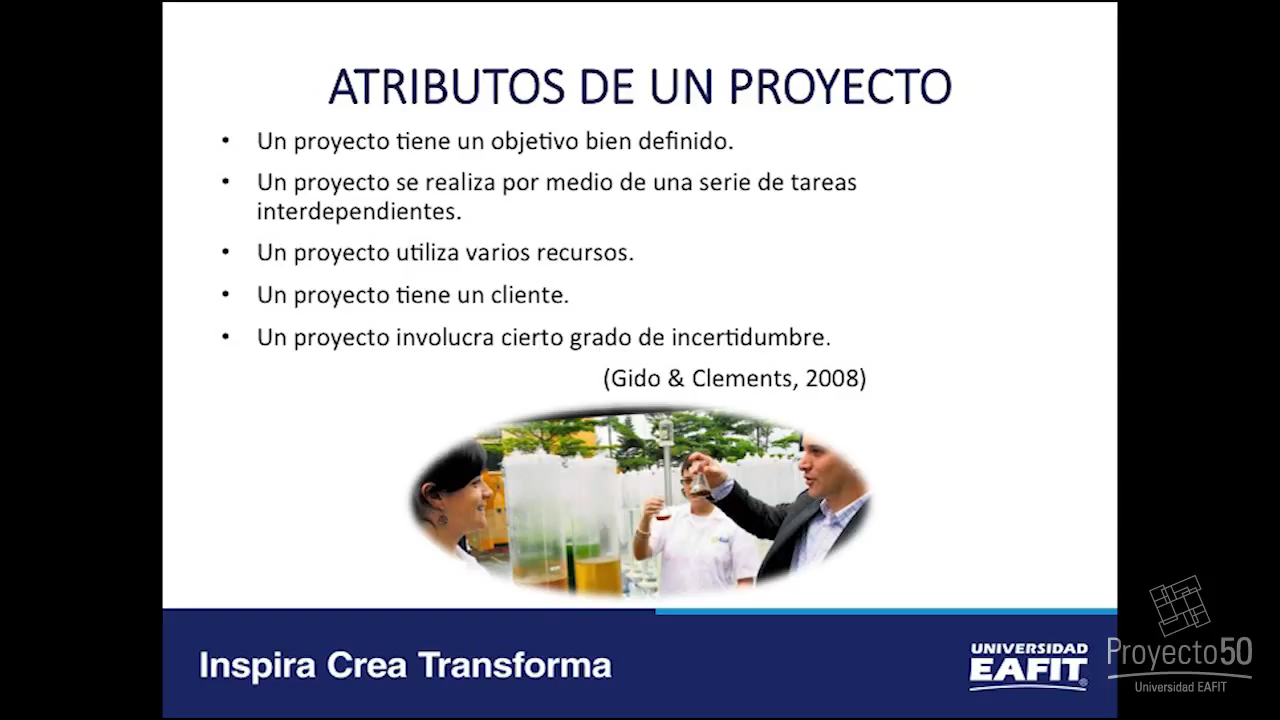 ATRIBUTOS DE UN PROYECTO
• Un proyecto tiene un objetivo bien definido.
• Un proyecto se realiza por medio de una serie de tareas
interdependientes.
• Un proyecto utiliza varios recursos.
• Un proyecto tiene un cliente.
• Un proyecto involucra cierto grado de incertidumbre.
(Gido & Clements, 2008)
Inspira Crea Transforma
UNIVERSIDAD
EAFIT®
Proyecto50
Universidad EAFIT